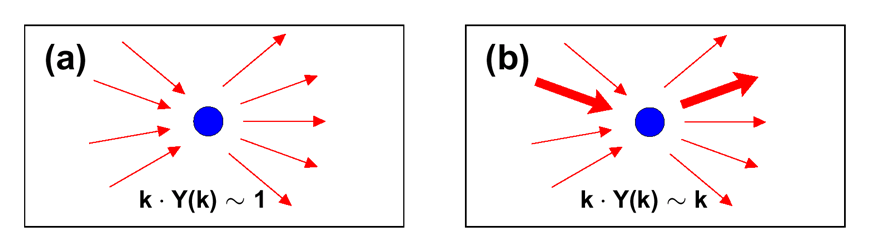 (a)
k · Y(k) ∼ 1
(b)
k · Y(k) ∼ k